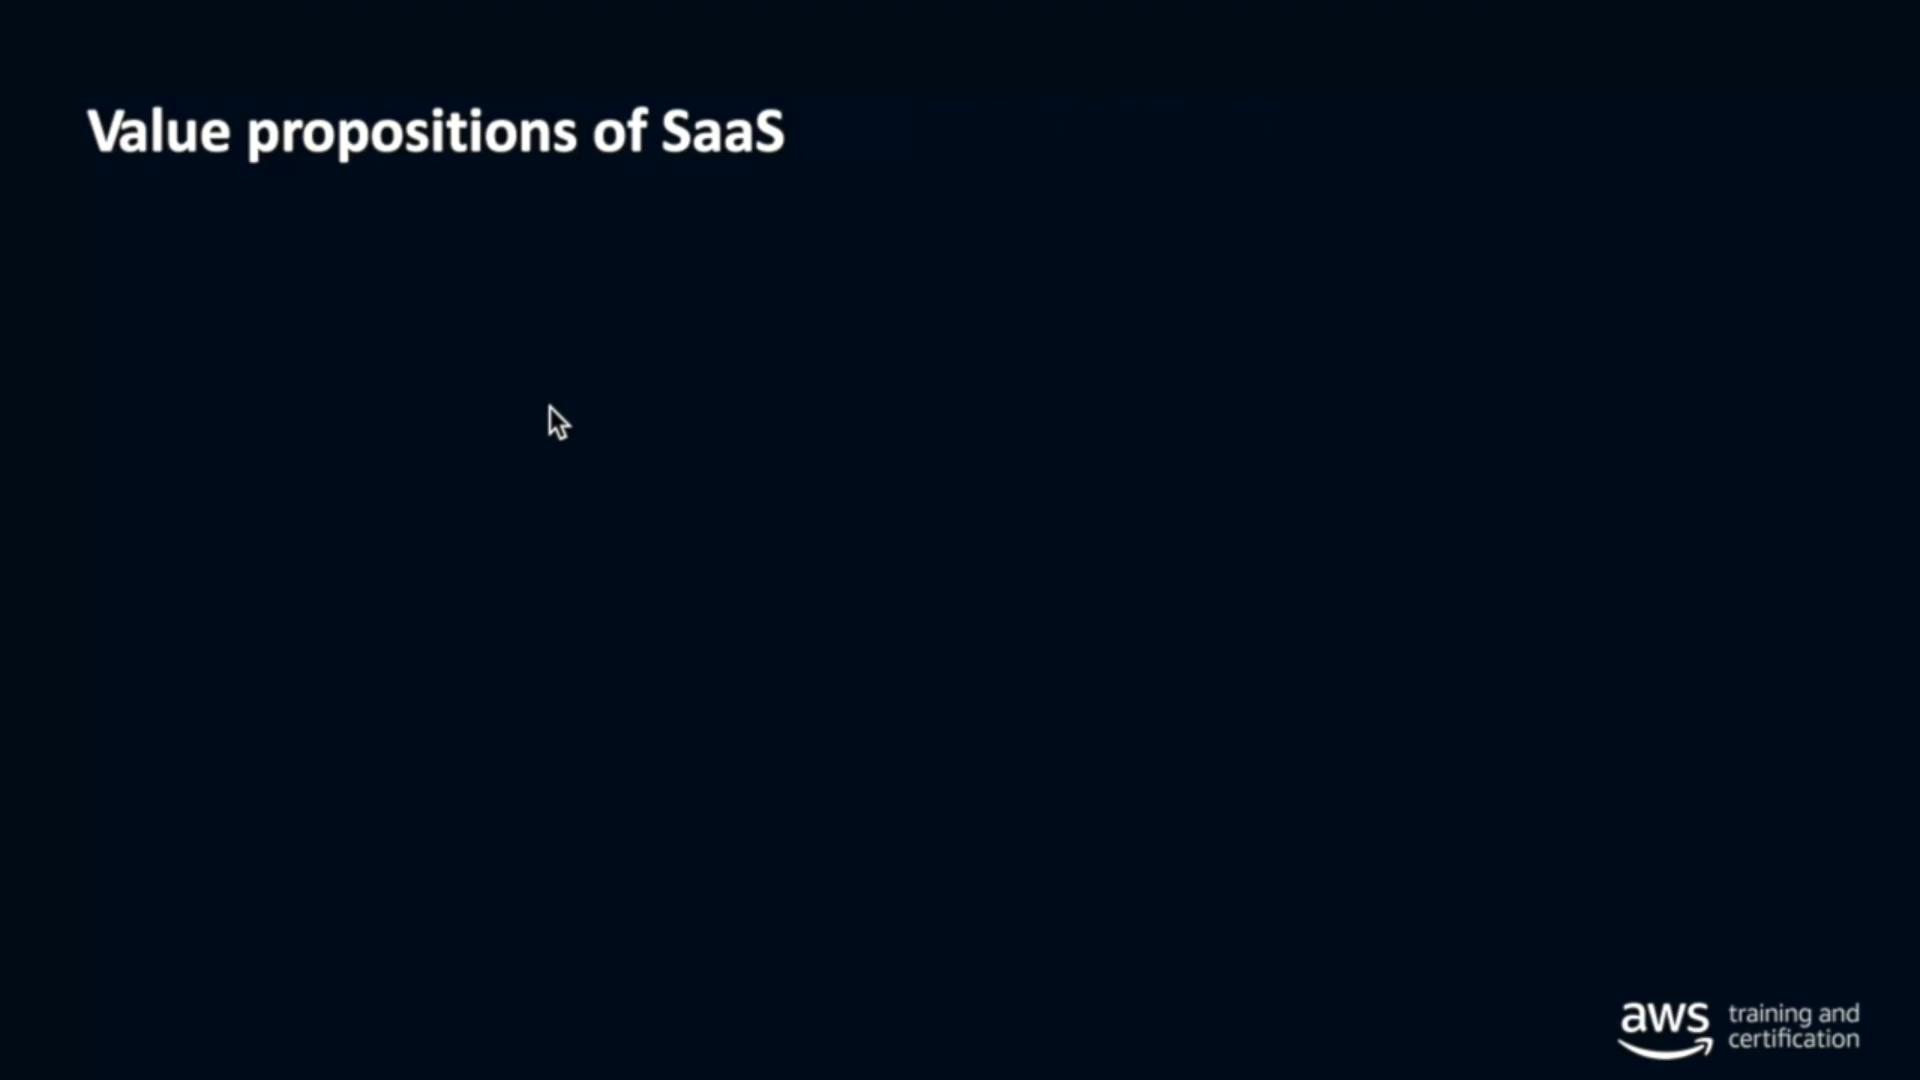 Value propositions of SaaS
aws
training and
certification